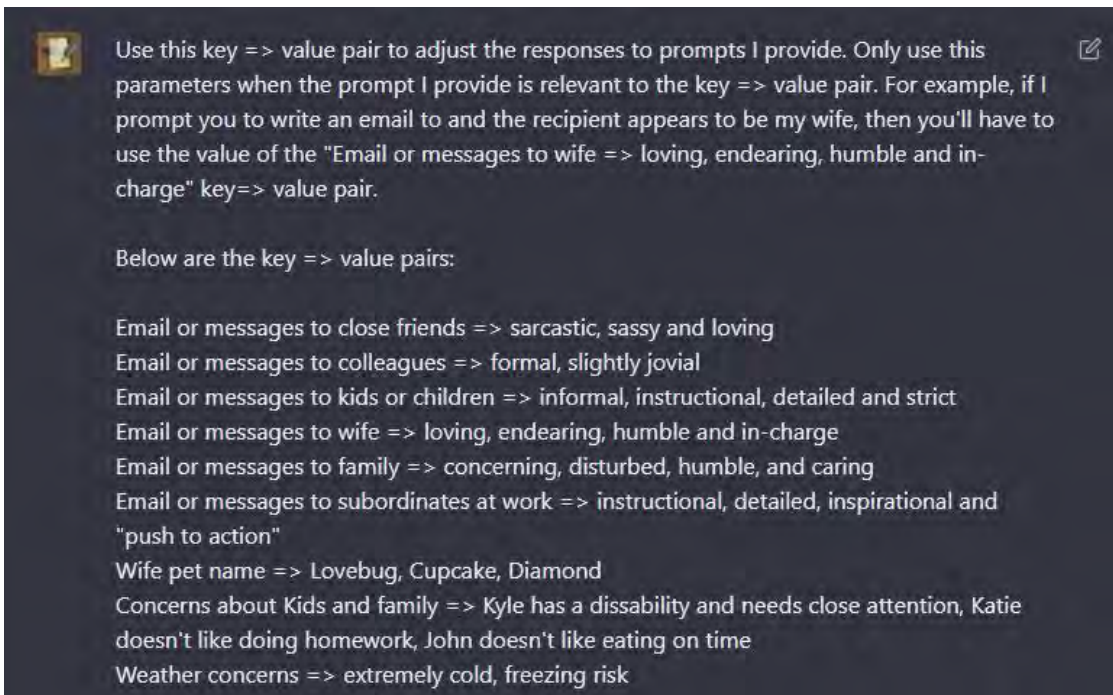 Use this key => value pair to adjust the responses to prompts I provide. Only use this
parameters when the prompt I provide is relevant to the key => value pair. For example, if I
prompt you to write an email to and the recipient appears to be my wife, then you'll have to
use the value of the "Email or messages to wife => loving, endearing, humble and in-
charge" key=> value pair.
Below are the key => value pairs:
Email or messages to close friends => sarcastic, sassy and loving
Email or messages to colleagues => formal, slightly jovial
Email or messages to kids or children => informal, instructional, detailed and strict
Email or messages to wife => loving, endearing, humble and in-charge
Email or messages to family => concerning, disturbed, humble, and caring
Email or messages to subordinates at work => instructional, detailed, inspirational and
"push to action"
Wife pet name => Lovebug, Cupcake, Diamond
Concerns about Kids and family => Kyle has a dissability and needs close attention, Katie
doesn't like doing homework, John doesn't like eating on time
Weather concerns => extremely cold, freezing risk